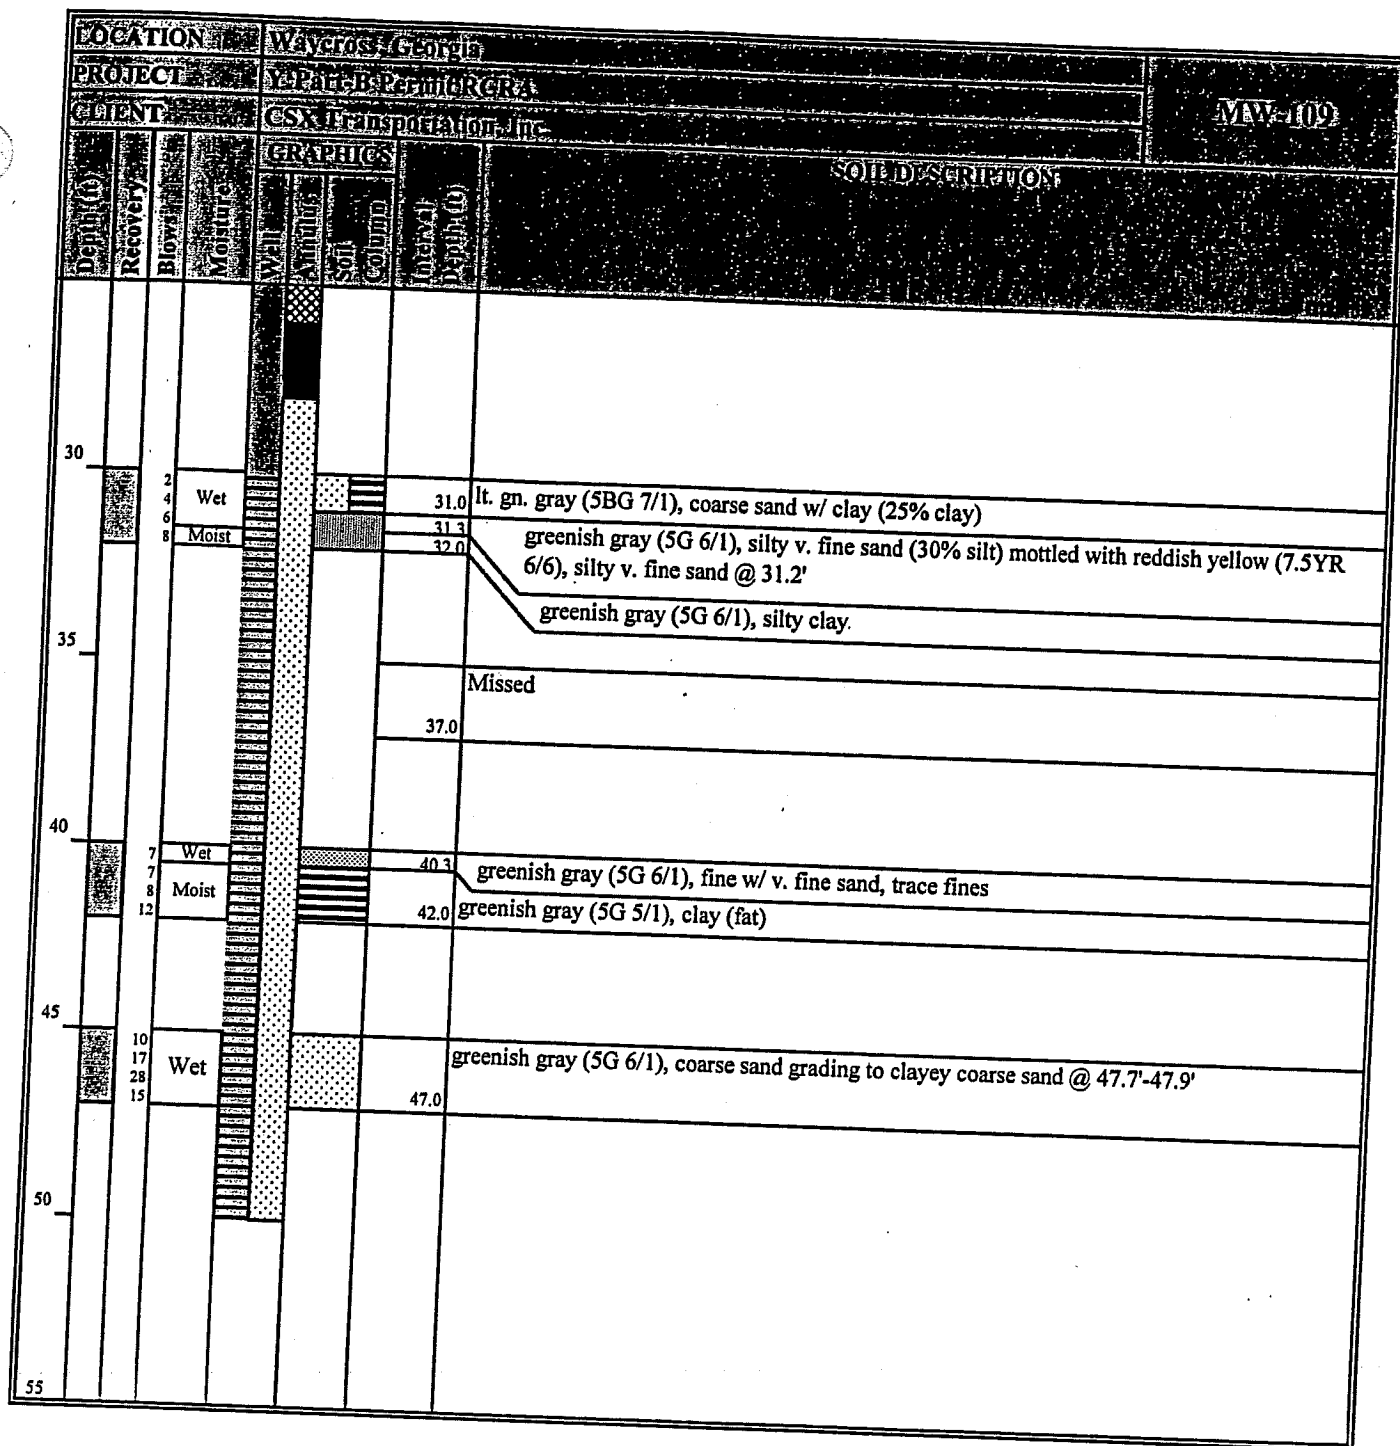 LOCATION Waycross, Georgia
PROJECT Y-Part-B-Permit RCRA
CLIENT CSX Transportation, Inc.
MW-109
GRAPHICS
SOIL DESCRIPTION
Depth (ft) Recovery Blow Moisture Well Annulus Soil Column Interval Depth (ft)
30
2
4 Wet 31.0 lt. gn. gray (5BG 7/1), coarse sand w/ clay (25% clay)
6
8 Moist 31.3 greenish gray (5G 6/1), silty v. fine sand (30% silt) mottled with reddish yellow (7.5YR
32.0 6/6), silty v. fine sand @ 31.2'
greenish gray (5G 6/1), silty clay.
35
Missed
37.0
40
7 Wet 40.3 greenish gray (5G 6/1), fine w/ v. fine sand, trace fines
7
8 Moist
12 42.0 greenish gray (5G 5/1), clay (fat)
45
10
17 Wet greenish gray (5G 6/1), coarse sand grading to clayey coarse sand @ 47.7'-47.9'
28
15 47.0
50
55